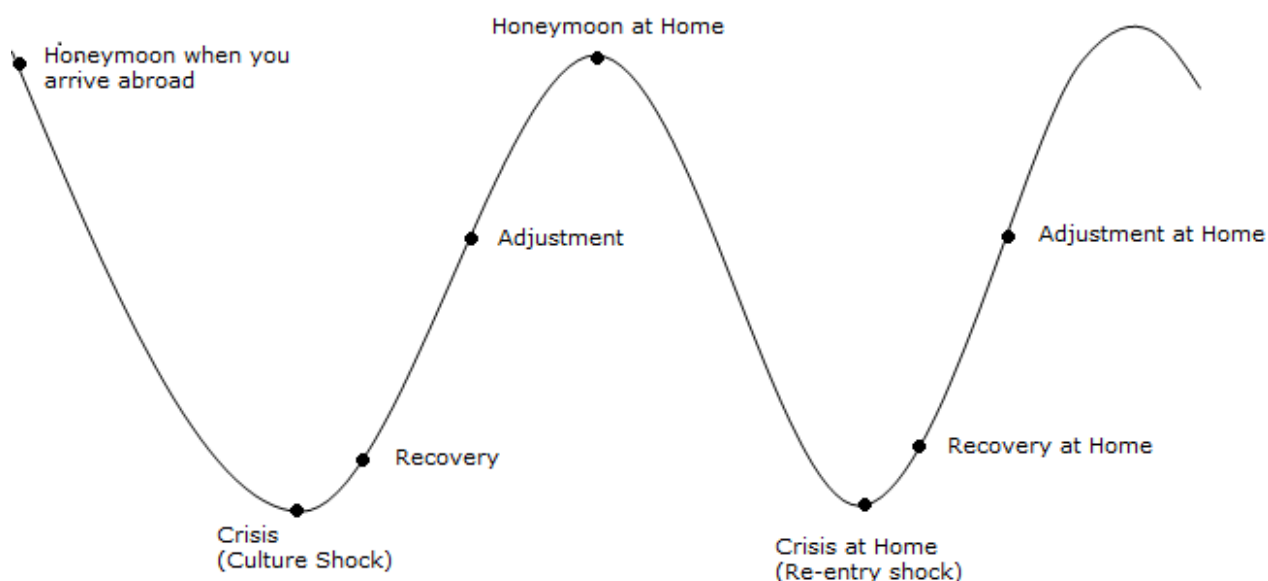 Honeymoon at Home
Honeymoon when you
arrive abroad
Adjustment
Adjustment at Home
Recovery
Recovery at Home
Crisis
(Culture Shock)
Crisis at Home
(Re-entry shock)